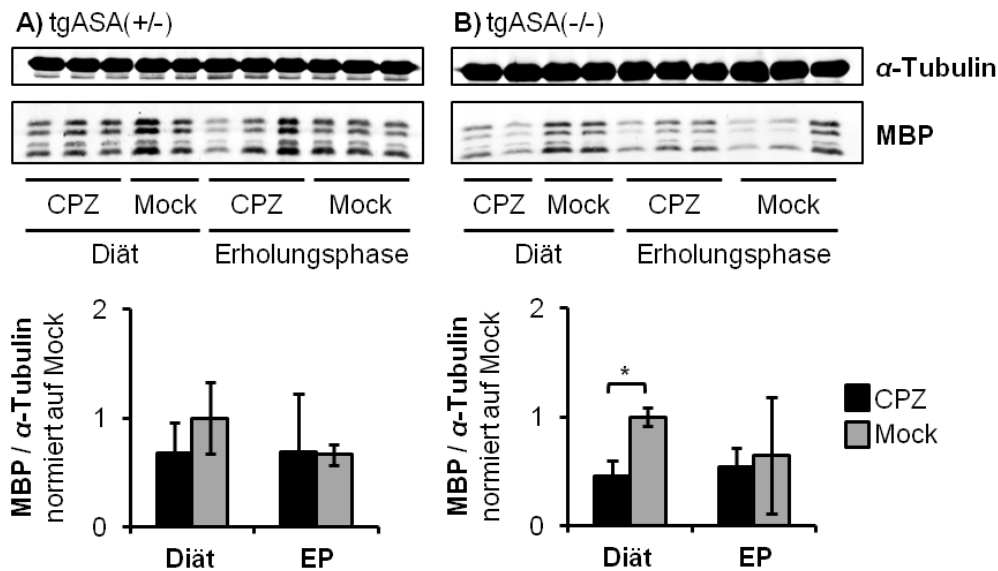 A) tgASA(+/-)
B) tgASA(-/-)
α-Tubulin
MBP
CPZ Mock CPZ Mock
Diät Erholungsphase
CPZ Mock CPZ Mock
Diät Erholungsphase
MBP / α-Tubulin
normiert auf Mock
2
1
0
Diät EP
MBP / α-Tubulin
normiert auf Mock
2
1
0
*
Diät EP
CPZ
Mock